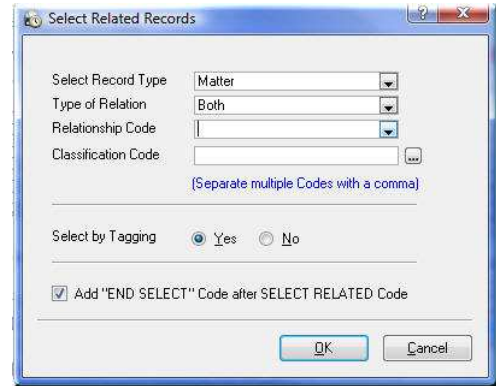 Select Related Records
Select Record Type Matter
Type of Relation Both
Relationship Code
Classification Code ...
(Separate multiple Codes with a comma)
Select by Tagging Yes No
Add "END SELECT" Code after SELECT RELATED Code
OK Cancel